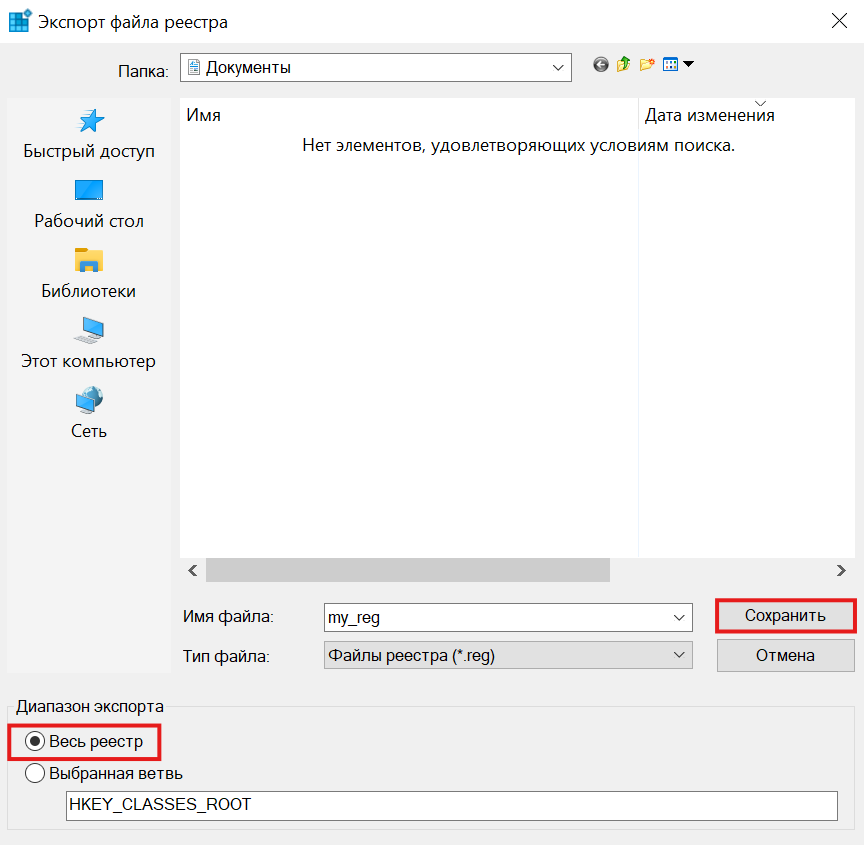 Экспорт файла реестра
Папка: Документы
Быстрый доступ
Рабочий стол
Библиотеки
Этот компьютер
Сеть
Имя Дата изменения
Нет элементов, удовлетворяющих условиям поиска.
Имя файла: my_reg Сохранить
Тип файла: Файлы реестра (*.reg) Отмена
Диапазон экспорта
Весь реестр
Выбранная ветвь
HKEY_CLASSES_ROOT